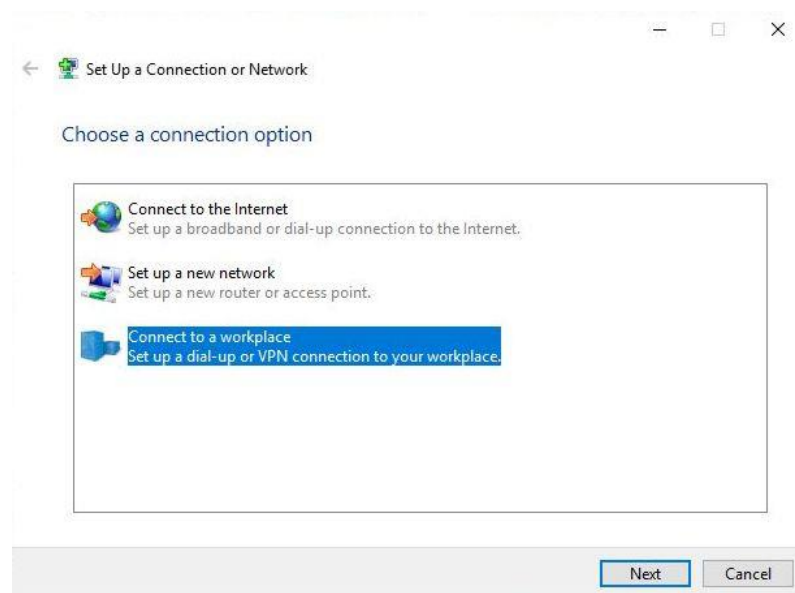 Set Up a Connection or Network
Choose a connection option
Connect to the Internet
Set up a broadband or dial-up connection to the Internet.
Set up a new network
Set up a new router or access point.
Connect to a workplace
Set up a dial-up or VPN connection to your workplace.
Next Cancel